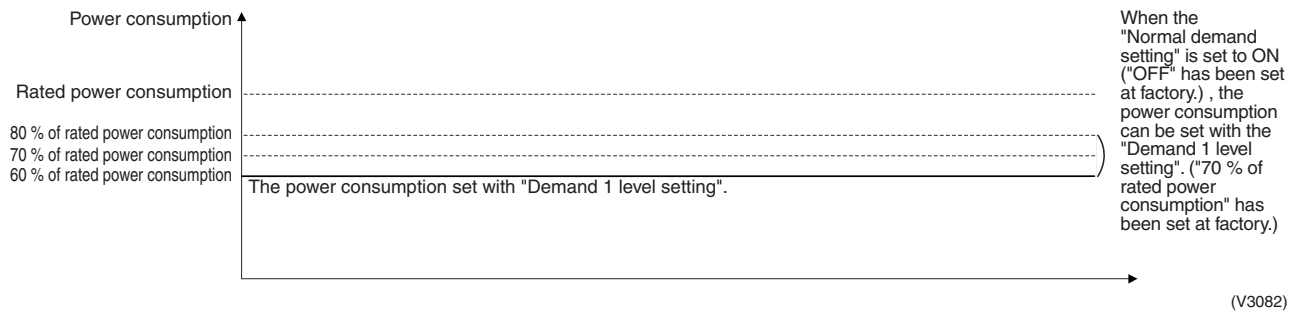 Power consumption
Rated power consumption
80 % of rated power consumption
70 % of rated power consumption
60 % of rated power consumption
The power consumption set with "Demand 1 level setting".
When the
"Normal demand
setting" is set to ON
("OFF" has been set
at factory.) , the
power consumption
can be set with the
"Demand 1 level
setting". ("70 % of
rated power
consumption" has
been set at factory.)
(V3082)